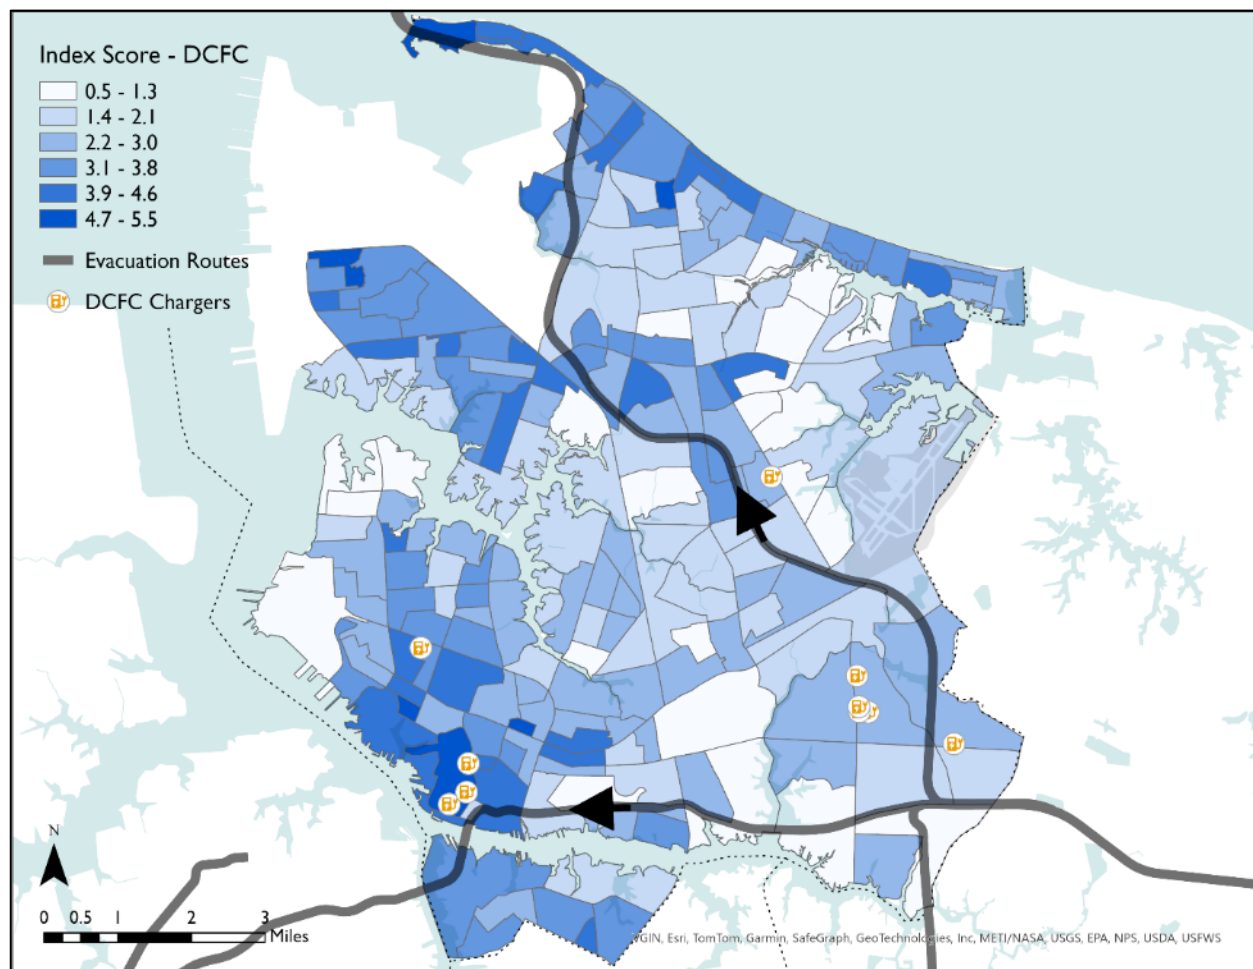 Index Score - DCFC
0.5 - 1.3
1.4 - 2.1
2.2 - 3.0
3.1 - 3.8
3.9 - 4.6
4.7 - 5.5
Evacuation Routes
DCFC Chargers
N
0 0.5 1 2 3
Miles
Esri, TomTom, Garmin, SafeGraph, GeoTechnologies, Inc, METI/NASA, USGS, EPA, NPS, USDA, USFWS